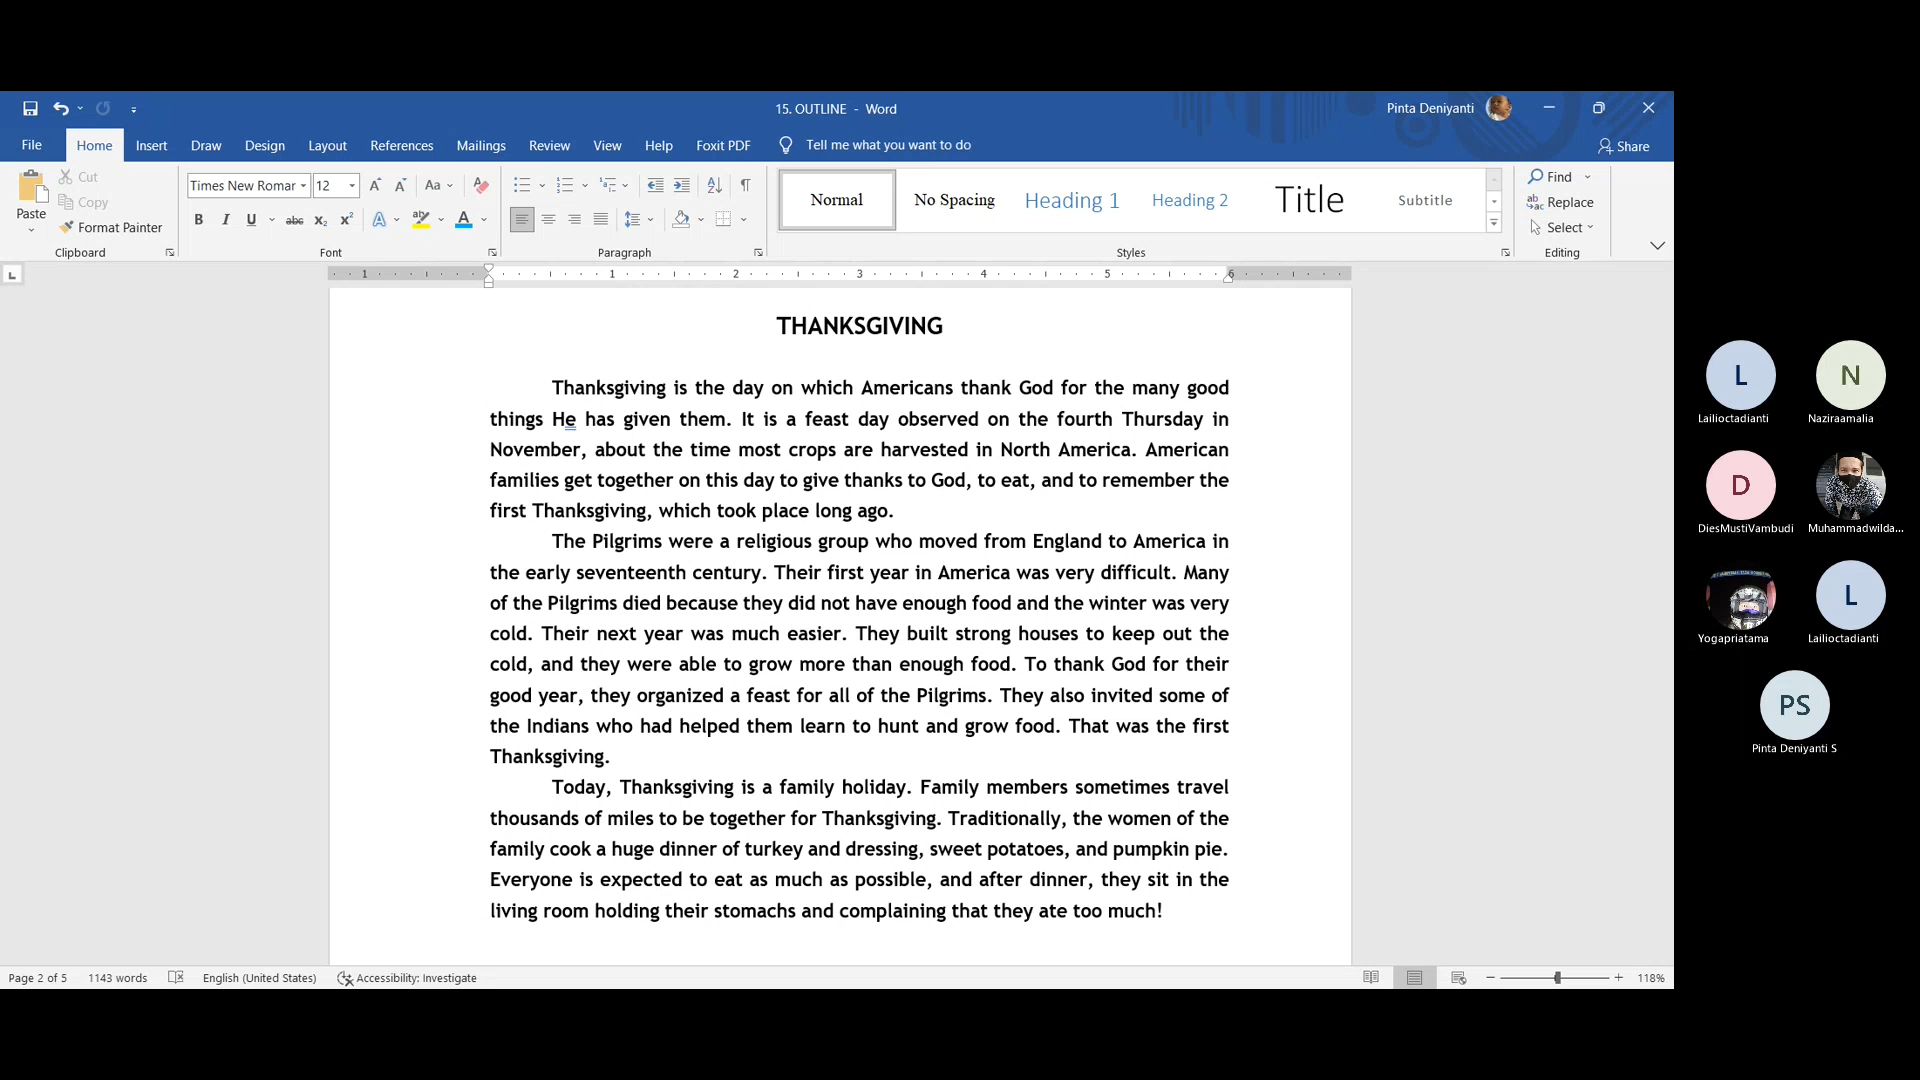 15. OUTLINE - Word
Pinta Deniyanti
File Home Insert Draw Design Layout References Mailings Review View Help Foxit PDF Tell me what you want to do Share
Paste
Cut
Copy
Format Painter
Clipboard
Times New Romar 12
Aa
B I U abc x₂ x² A ab A
Font
Paragraph
Normal No Spacing Heading 1 Heading 2 Title Subtitle
Styles
Find
Replace
Select
Editing
1 1 2 3 4 5 6
THANKSGIVING
Thanksgiving is the day on which Americans thank God for the many good
things He has given them. It is a feast day observed on the fourth Thursday in
November, about the time most crops are harvested in North America. American
families get together on this day to give thanks to God, to eat, and to remember the
first Thanksgiving, which took place long ago.
The Pilgrims were a religious group who moved from England to America in
the early seventeenth century. Their first year in America was very difficult. Many
of the Pilgrims died because they did not have enough food and the winter was very
cold. Their next year was much easier. They built strong houses to keep out the
cold, and they were able to grow more than enough food. To thank God for their
good year, they organized a feast for all of the Pilgrims. They also invited some of
the Indians who had helped them learn to hunt and grow food. That was the first
Thanksgiving.
Today, Thanksgiving is a family holiday. Family members sometimes travel
thousands of miles to be together for Thanksgiving. Traditionally, the women of the
family cook a huge dinner of turkey and dressing, sweet potatoes, and pumpkin pie.
Everyone is expected to eat as much as possible, and after dinner, they sit in the
living room holding their stomachs and complaining that they ate too much!
Page 2 of 5 1143 words English (United States) Accessibility: Investigate 118%
L N
Lailioctadianti Naziraamalia
D
DiesMustiVambudi Muhammadwilda...
L
Yogapriatama Lailioctadianti
PS
Pinta Deniyanti S